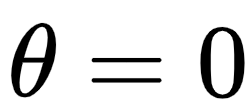 θ = 0